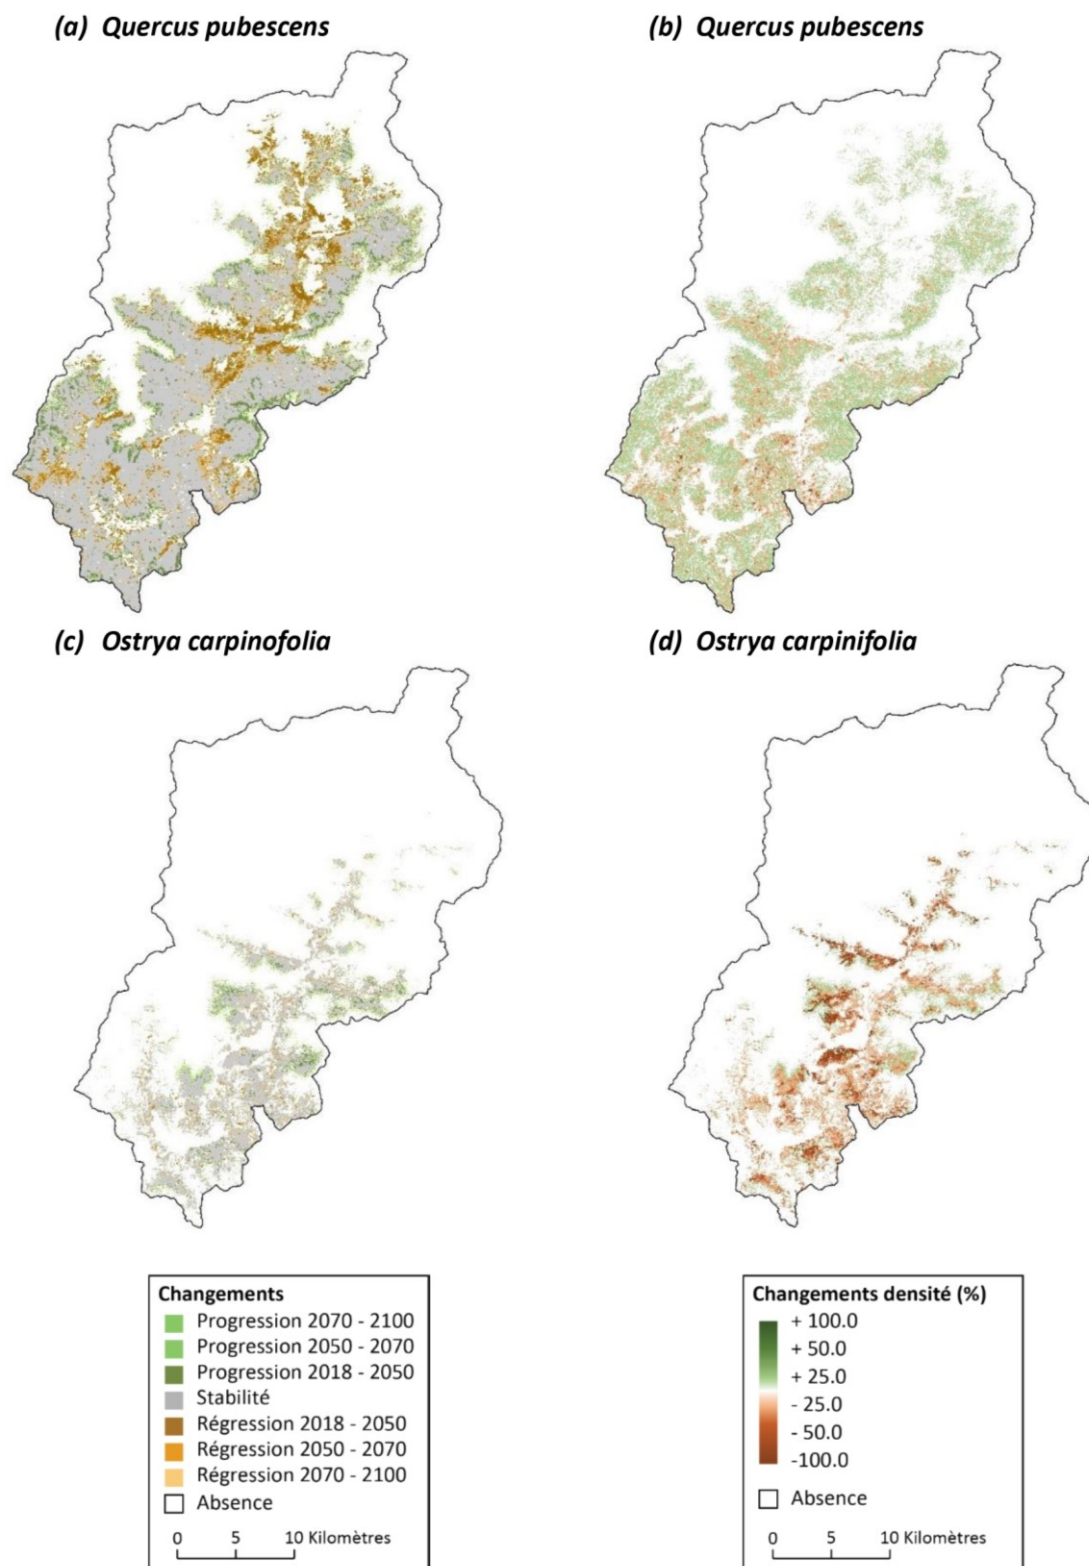 (a) Quercus pubescens
(b) Quercus pubescens
(c) Ostrya carpinofolia
(d) Ostrya carpinifolia
Changements
Progression 2070 - 2100
Progression 2050 - 2070
Progression 2018 - 2050
Stabilité
Régression 2018 - 2050
Régression 2050 - 2070
Régression 2070 - 2100
Absence
0 5 10 Kilomètres
Changements densité (%)
+ 100.0
+ 50.0
+ 25.0
- 25.0
- 50.0
-100.0
Absence
0 5 10 Kilomètres